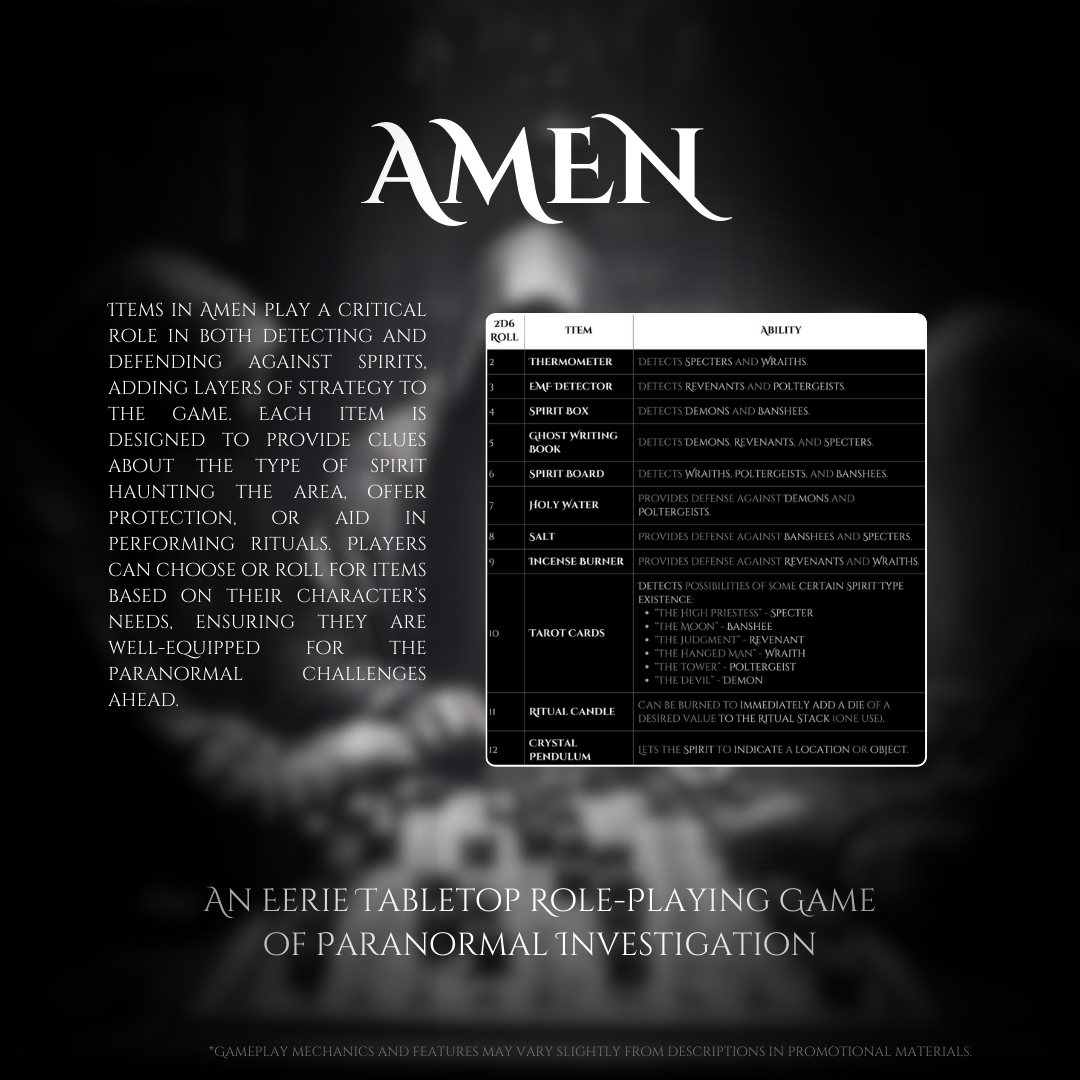 AMEN
Items in Amen play a critical
role in both detecting and
defending against spirits,
adding layers of strategy to
the game. Each item is
designed to provide clues
about the type of spirit
haunting the area, offer
protection, or aid in
performing rituals. Players
can choose or roll for items
based on their character's
needs, ensuring they are
well-equipped for the
paranormal challenges
ahead.
2D6 Roll Item Ability
2 Thermometer Detects Specters and Wraiths.
3 EMF Detector Detects Revenants and Poltergeists.
4 Spirit Box Detects Demons and Banshees.
5 Ghost Writing Book Detects Demons, Revenants, and Specters.
6 Spirit Board Detects Wraiths, Poltergeists, and Banshees.
7 Holy Water Provides defense against Demons and
Poltergeists.
8 Salt Provides defense against Banshees and Specters.
9 Incense Burner Provides defense against Revenants and Wraiths.
10 Tarot Cards Detects possibilities of some certain Spirit Type
existence:
• "The High Priestess" - Specter
• "The Moon" - Banshee
• "The Judgment" - Revenant
• "The Hanged Man" - Wraith
• "The Tower" - Poltergeist
• "The Devil" - Demon
11 Ritual Candle Can be burned to immediately add a die of a
desired value to the Ritual Stack (one use).
12 Crystal Pendulum Lets the Spirit to indicate a location or object.
An Eerie Tabletop Role-Playing Game
of Paranormal Investigation
*Gameplay mechanics and features may vary slightly from descriptions in promotional materials.